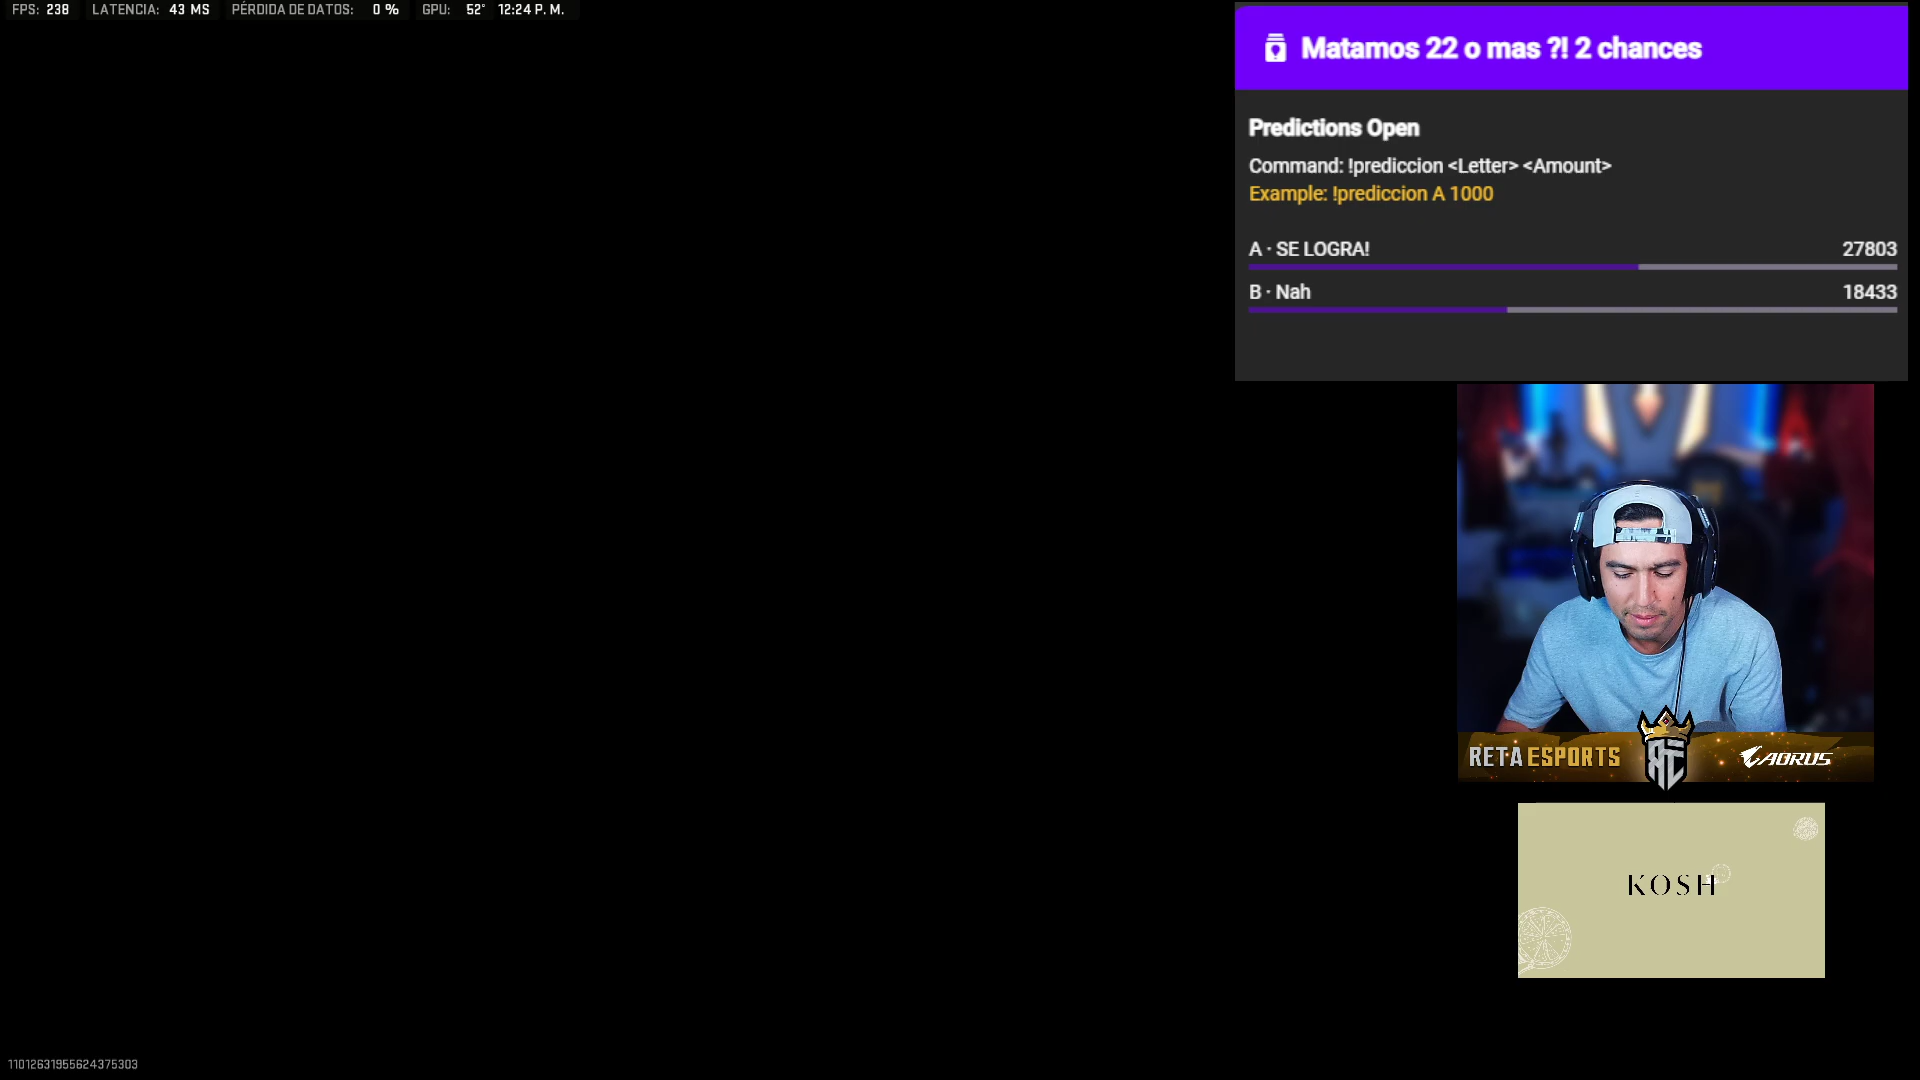 FPS: 238 LATENCIA: 43 MS PÉRDIDA DE DATOS: 0 % GPU: 52° 12:24 P. M.
Matamos 22 o mas ?! 2 chances
Predictions Open
Command: !prediccion <Letter> <Amount>
Example: !prediccion A 1000
A · SE LOGRA! 27803
B · Nah 18433
RETA ESPORTS AORUS
KOSH
11012631955624375303